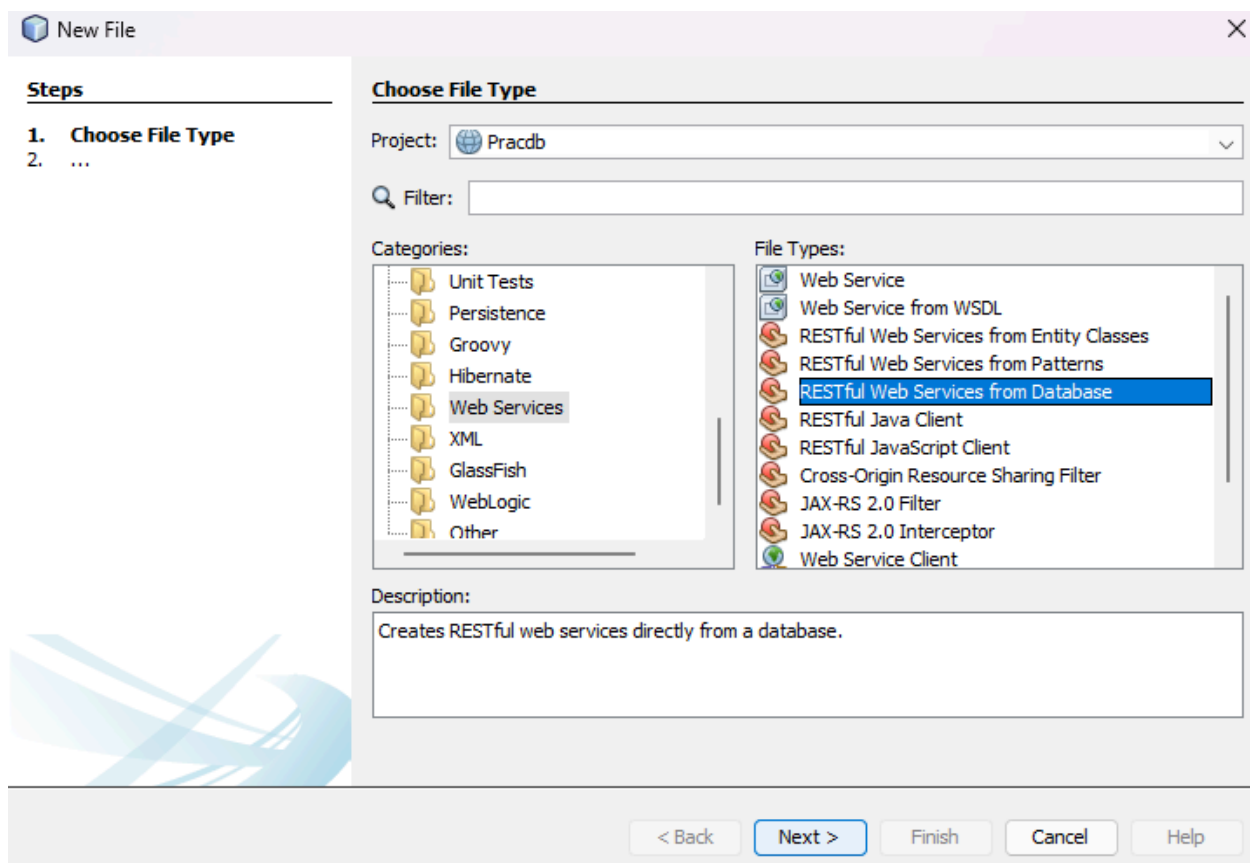 New File
Steps
1. Choose File Type
2. ...
Choose File Type
Project: Pracdb
Filter:
Categories:
Unit Tests
Persistence
Groovy
Hibernate
Web Services
XML
GlassFish
WebLogic
Other
File Types:
Web Service
Web Service from WSDL
RESTful Web Services from Entity Classes
RESTful Web Services from Patterns
RESTful Web Services from Database
RESTful Java Client
RESTful JavaScript Client
Cross-Origin Resource Sharing Filter
JAX-RS 2.0 Filter
JAX-RS 2.0 Interceptor
Web Service Client
Description:
Creates RESTful web services directly from a database.
< Back Next > Finish Cancel Help